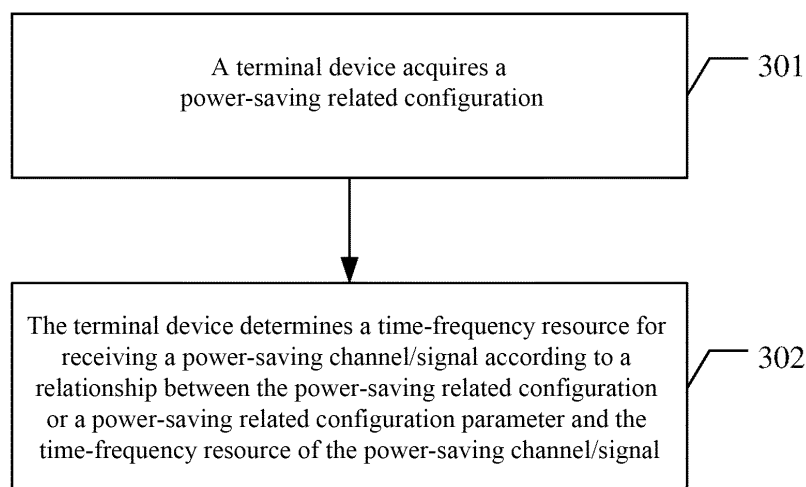 A terminal device acquires a
power-saving related configuration
301
The terminal device determines a time-frequency resource for
receiving a power-saving channel/signal according to a
relationship between the power-saving related configuration
or a power-saving related configuration parameter and the
time-frequency resource of the power-saving channel/signal
302